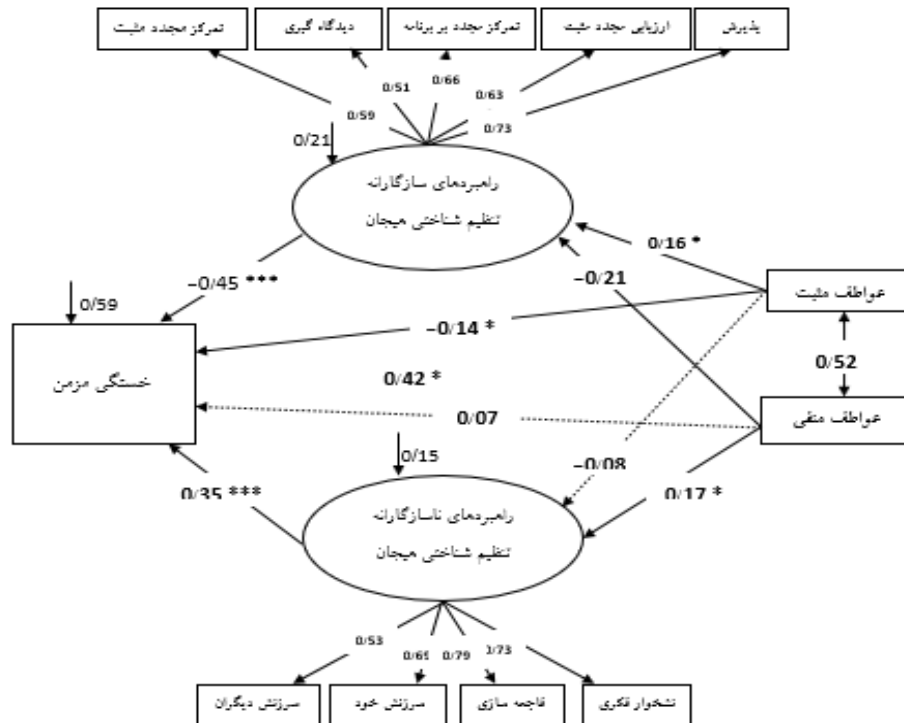 تمرکز مجدد مثبت
دیدگاه گیری
تمرکز مجدد بر برنامه
ارزیابی مجدد مثبت
پذیرش
0/59
0/51
0/66
0/63
0/73
0/21
راهبردهای سازگارانه
تنظیم شناختی هیجان
0/16 *
−0/45 ***
−0/21
عواطف مثبت
0/59
−0/14 *
خستگی مزمن
0/42 *
0/52
0/07
عواطف منفی
0/15
−0/08
0/35 ***
0/17 *
راهبردهای ناسازگارانه
تنظیم شناختی هیجان
0/53
0/69
0/79
0/73
سرزنش دیگران
سرزنش خود
فاجعه سازی
نشخوار فکری